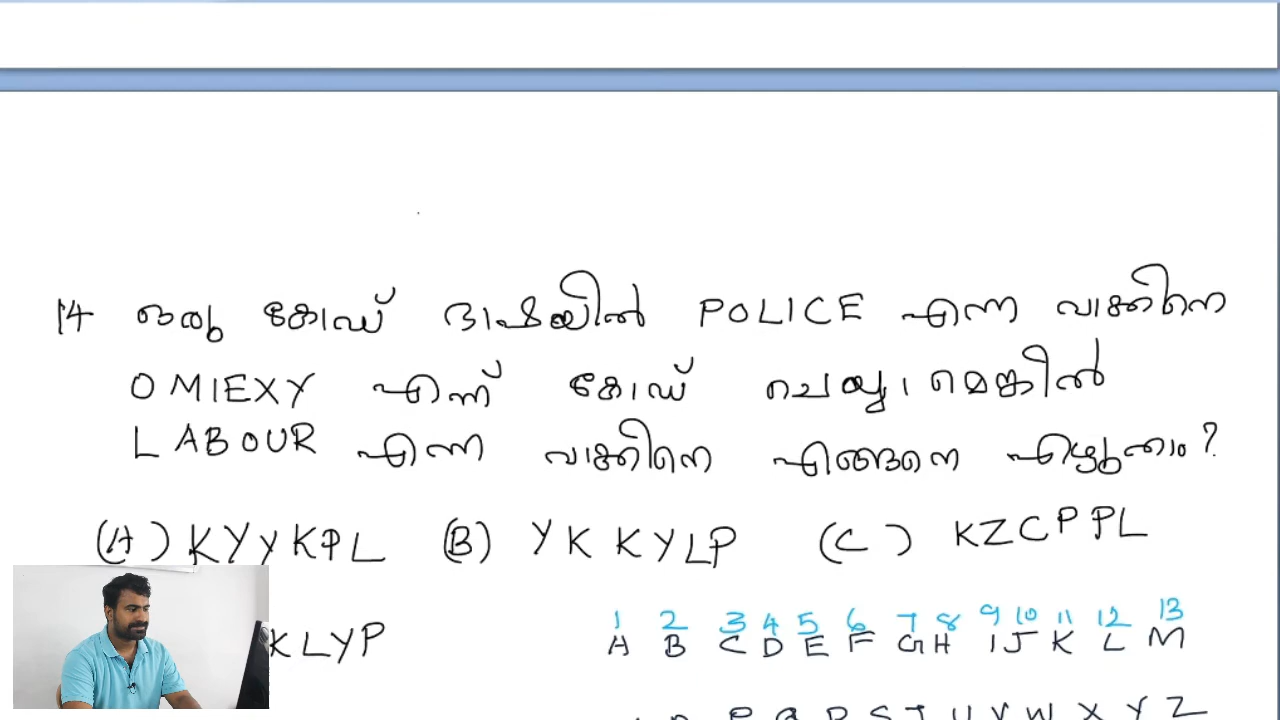 14 ഒരു കോഡ് ഭാഷയിൽ POLICE എന്ന വാക്കിനെ
OMIEXY എന്ന് കോഡ് ചെയ്യുമെങ്കിൽ
LABOUR എന്ന വാക്കിനെ എങ്ങനെ എഴുതാം?
(A) KYYKPL (B) YKKYLP (C) KZCPPL
KLYP
1 2 3 4 5 6 7 8 9 10 11 12 13
A B C D E F G H I J K L M
P Q R S T U V W X Y Z